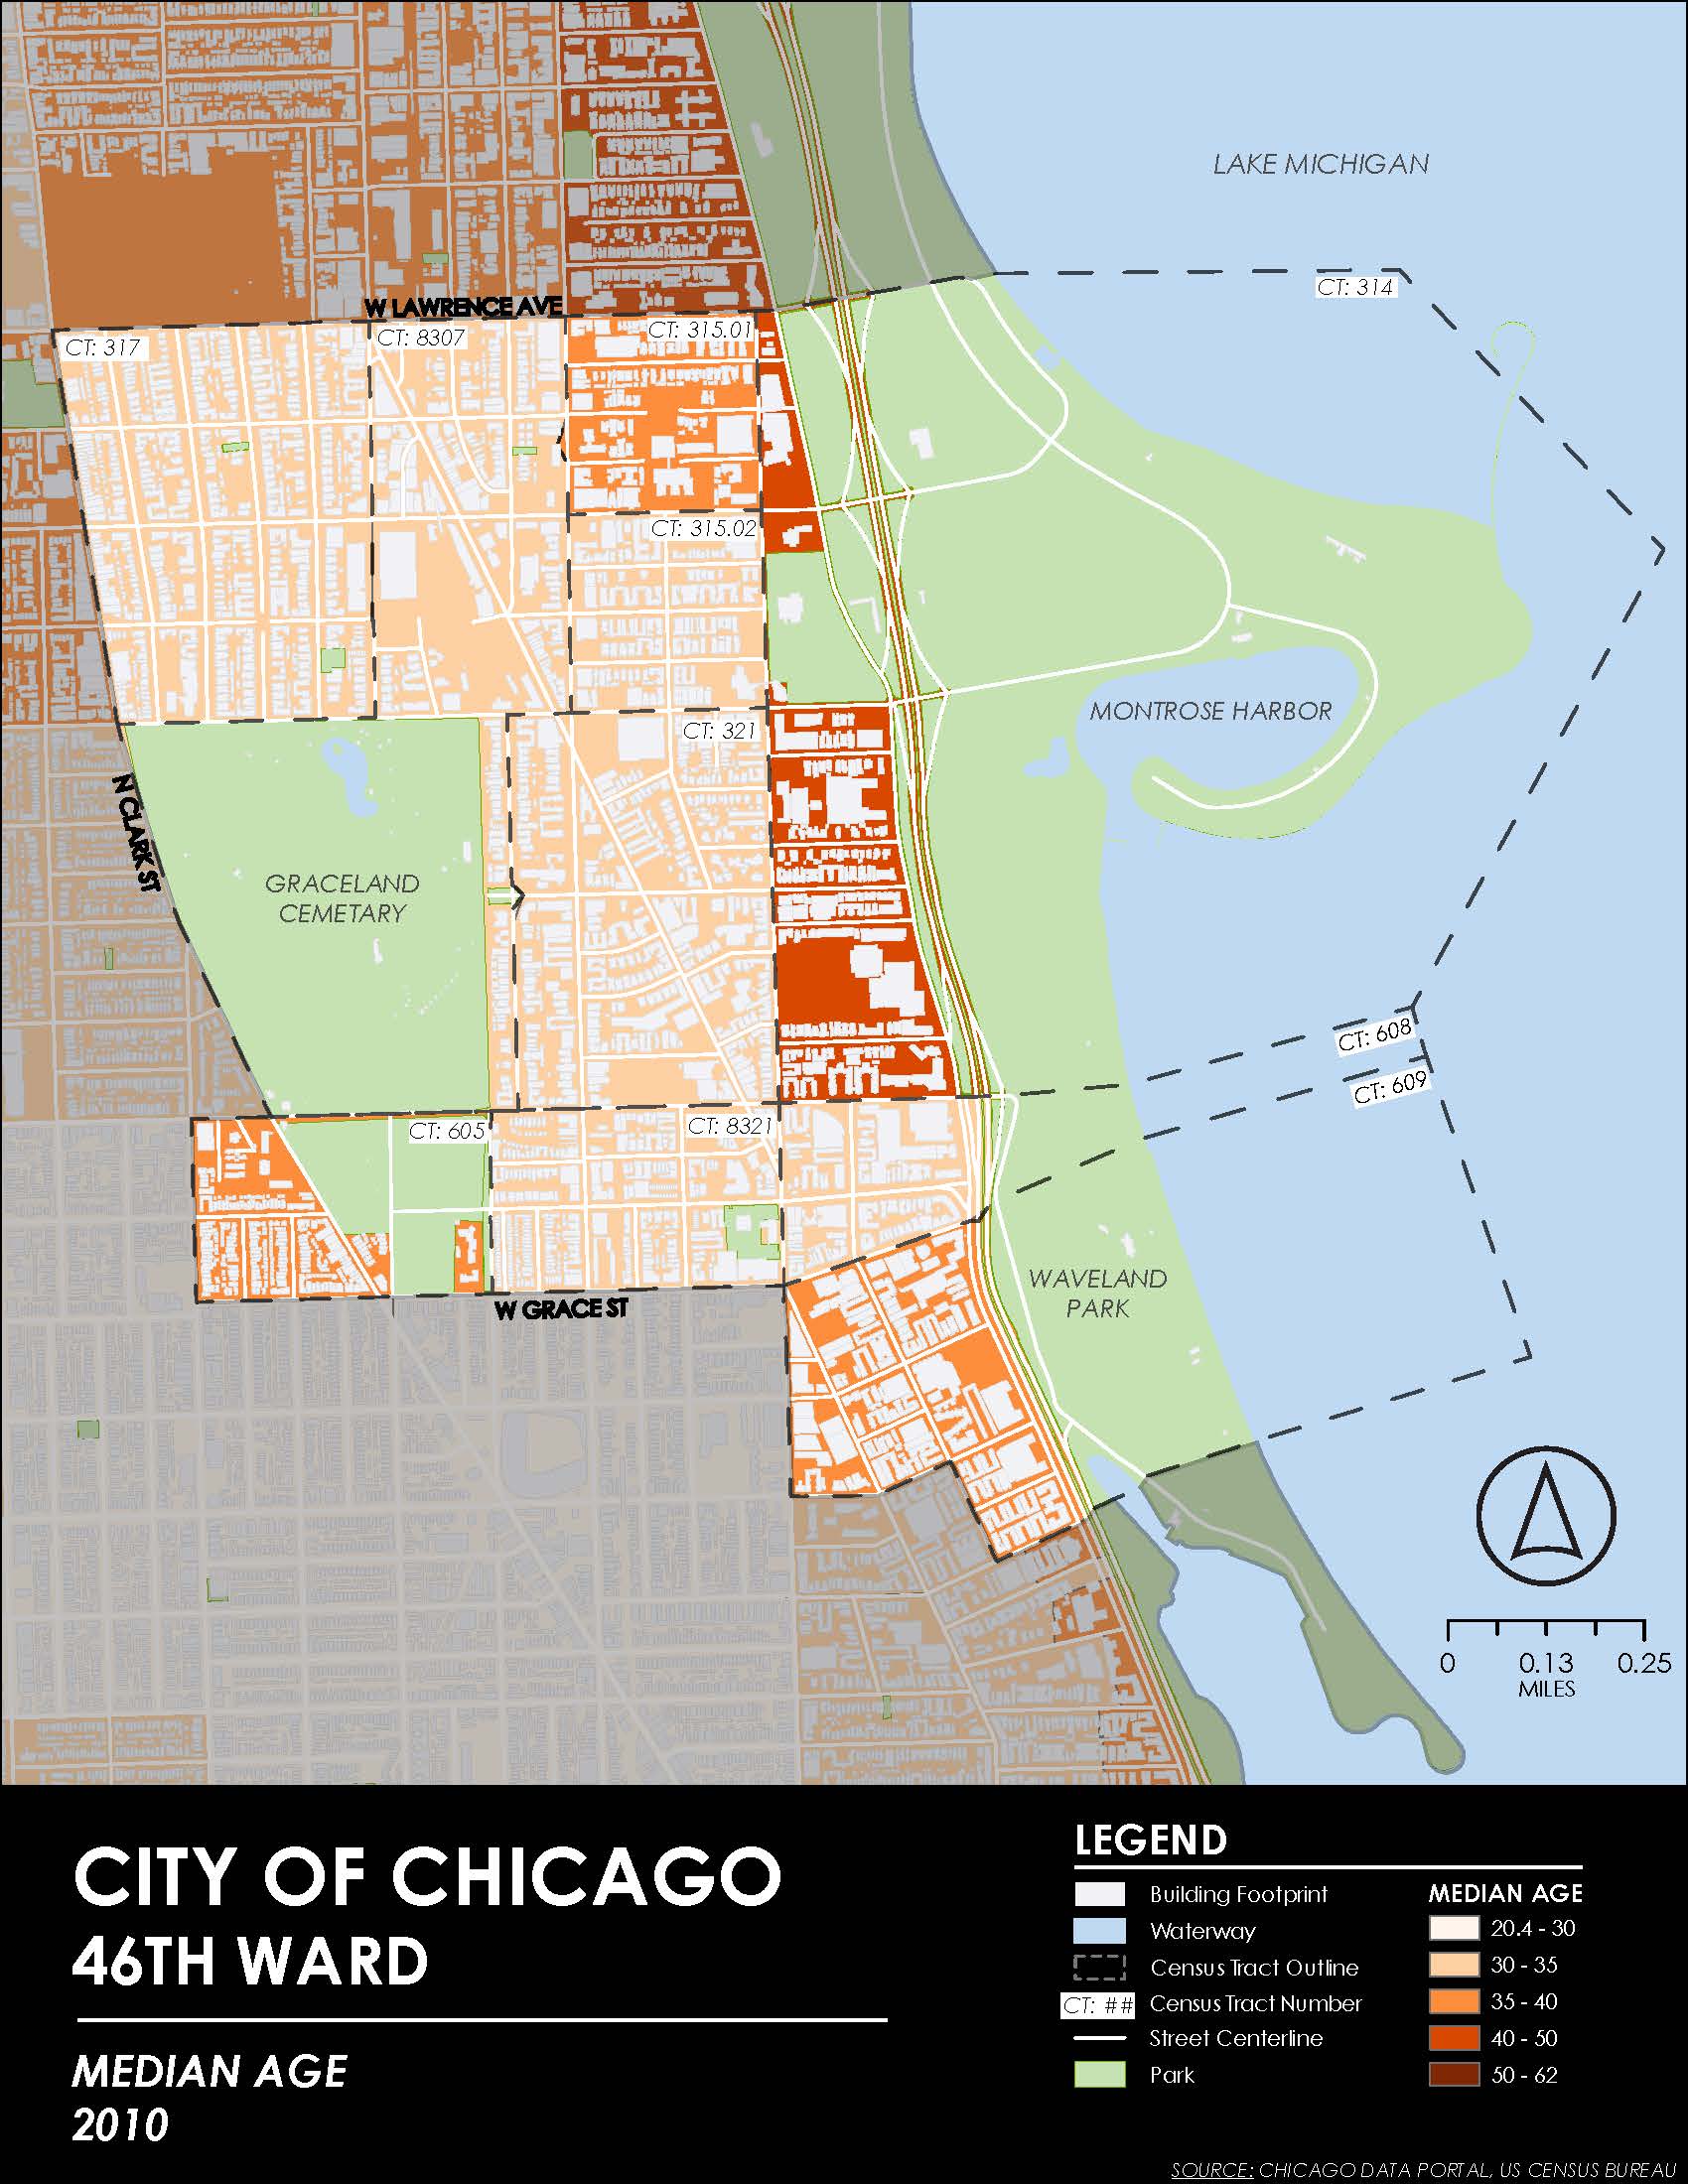 LAKE MICHIGAN
CT: 314
W LAWRENCE AVE
CT: 317
CT: 8307
CT: 315.01
CT: 315.02
MONTROSE HARBOR
CT: 321
N CLARK ST
GRACELAND
CEMETARY
CT: 608
CT: 609
CT: 605
CT: 8321
WAVELAND
PARK
W GRACE ST
0 0.13 0.25
MILES
CITY OF CHICAGO
46TH WARD
MEDIAN AGE
2010
LEGEND
Building Footprint
Waterway
Census Tract Outline
CT: ## Census Tract Number
Street Centerline
Park
MEDIAN AGE
20.4 - 30
30 - 35
35 - 40
40 - 50
50 - 62
SOURCE: CHICAGO DATA PORTAL, US CENSUS BUREAU